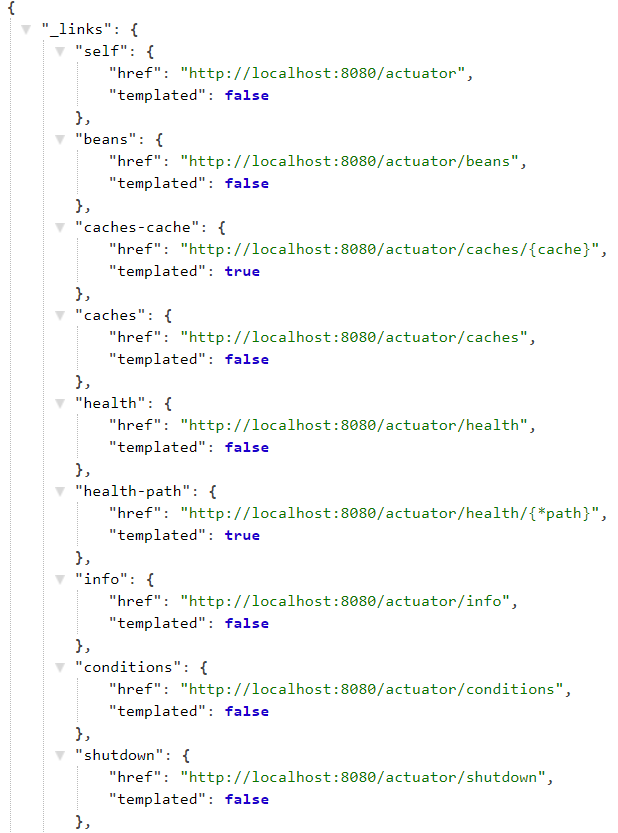 {
"_links": {
"self": {
"href": "http://localhost:8080/actuator",
"templated": false
},
"beans": {
"href": "http://localhost:8080/actuator/beans",
"templated": false
},
"caches-cache": {
"href": "http://localhost:8080/actuator/caches/{cache}",
"templated": true
},
"caches": {
"href": "http://localhost:8080/actuator/caches",
"templated": false
},
"health": {
"href": "http://localhost:8080/actuator/health",
"templated": false
},
"health-path": {
"href": "http://localhost:8080/actuator/health/{*path}",
"templated": true
},
"info": {
"href": "http://localhost:8080/actuator/info",
"templated": false
},
"conditions": {
"href": "http://localhost:8080/actuator/conditions",
"templated": false
},
"shutdown": {
"href": "http://localhost:8080/actuator/shutdown",
"templated": false
},